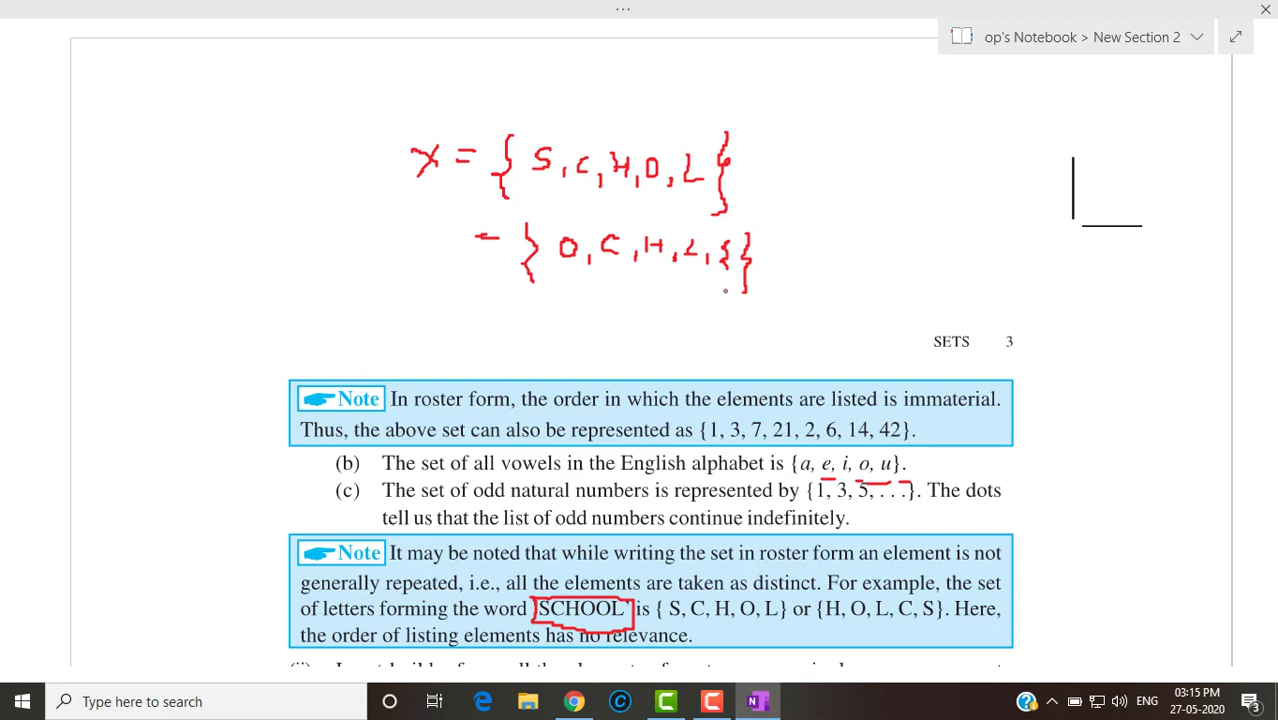 op's Notebook > New Section 2
X = { S, C, H, O, L }
= { O, C, H, L, S }
SETS 3
Note In roster form, the order in which the elements are listed is immaterial.
Thus, the above set can also be represented as {1, 3, 7, 21, 2, 6, 14, 42}.
(b) The set of all vowels in the English alphabet is {a, e, i, o, u}.
(c) The set of odd natural numbers is represented by {1, 3, 5, . . .}. The dots
tell us that the list of odd numbers continue indefinitely.
Note It may be noted that while writing the set in roster form an element is not
generally repeated, i.e., all the elements are taken as distinct. For example, the set
of letters forming the word 'SCHOOL' is { S, C, H, O, L} or {H, O, L, C, S}. Here,
the order of listing elements has no relevance.
Type here to search
ENG
03:15 PM
27-05-2020
3